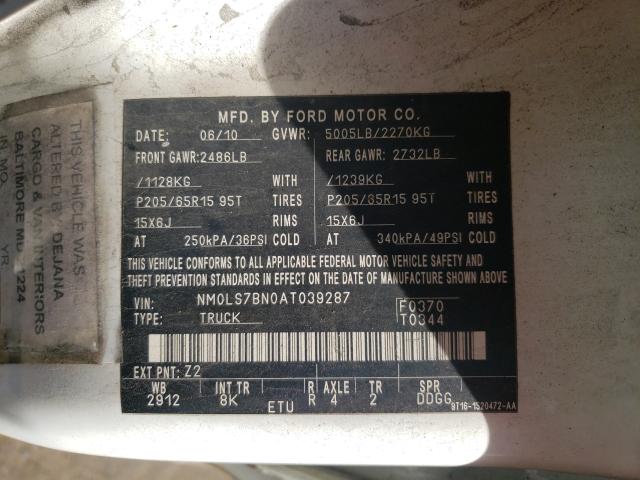 THIS VEHICLE WAS
ALTERED BY DEJANA
CARGO & VAN INTERIORS
BALTIMORE MD 21224
IN MO. YR.
MFD. BY FORD MOTOR CO.
DATE: 06/10 GVWR: 5005LB/2270KG
FRONT GAWR: 2486LB REAR GAWR: 2732LB
/1128KG WITH /1239KG WITH
P205/65R15 95T TIRES P205/65R15 95T TIRES
15X6J RIMS 15X6J RIMS
AT 250kPA/36PSI COLD AT 340kPA/49PSI COLD
THIS VEHICLE CONFORMS TO ALL APPLICABLE FEDERAL MOTOR VEHICLE SAFETY AND
THEFT PREVENTION STANDARDS IN EFFECT ON THE DATE OF MANUFACTURE SHOWN ABOVE.
VIN: NM0LS7BN0AT039287 F0370
TYPE: TRUCK T0344
EXT PNT: Z2
WB INT TR R AXLE TR SPR
2912 8K R 4 2 DDGG
ETU 9T16-1520472-AA